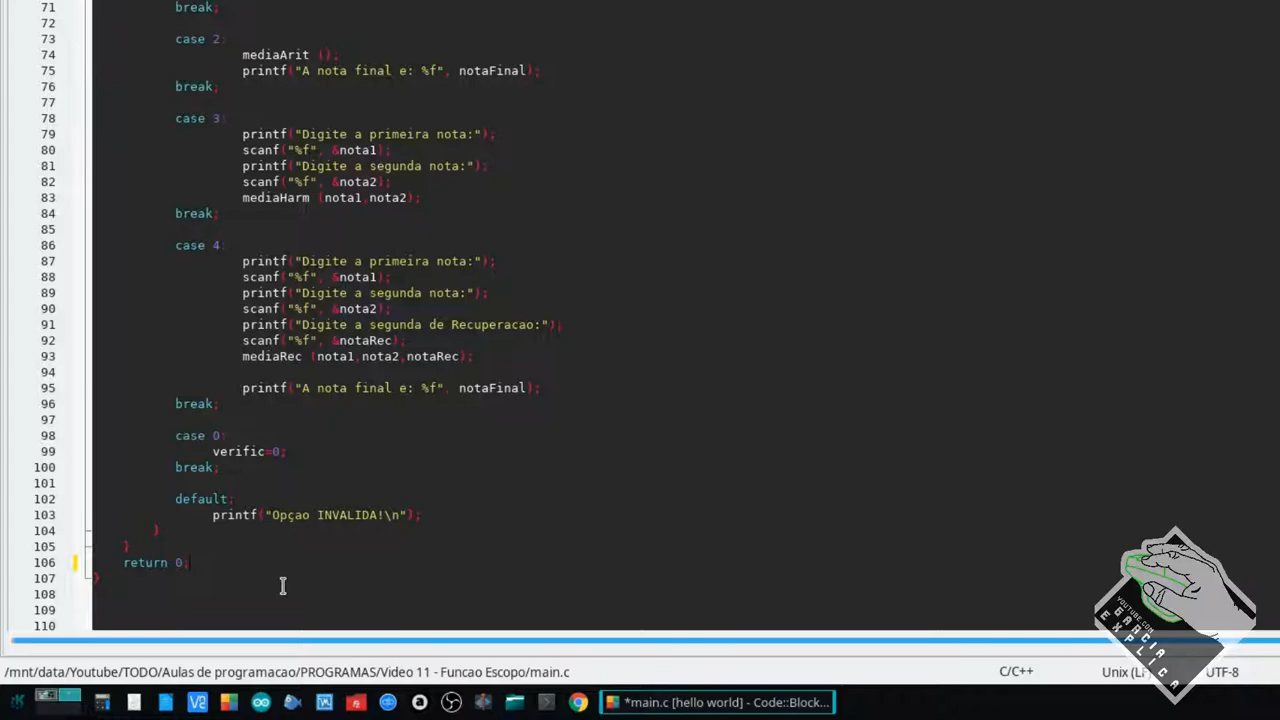 71 break;
72
73 case 2:
74 mediaArit ();
75 printf("A nota final e: %f", notaFinal);
76 break;
77
78 case 3:
79 printf("Digite a primeira nota:");
80 scanf("%f", &nota1);
81 printf("Digite a segunda nota:");
82 scanf("%f", &nota2);
83 mediaHarm (nota1,nota2);
84 break;
85
86 case 4:
87 printf("Digite a primeira nota:");
88 scanf("%f", &nota1);
89 printf("Digite a segunda nota:");
90 scanf("%f", &nota2);
91 printf("Digite a segunda de Recuperacao:");
92 scanf("%f", &notaRec);
93 mediaRec (nota1,nota2,notaRec);
94
95 printf("A nota final e: %f", notaFinal);
96 break;
97
98 case 0:
99 verific=0;
100 break;
101
102 default:
103 printf("Opçao INVALIDA!\n");
104 }
105 }
106 return 0;
107 }
108
109
110
YOUTUBE.COM
GARCIA
EXPLICA
/mnt/data/Youtube/TODO/Aulas de programacao/PROGRAMAS/Video 11 - Funcao Escopo/main.c C/C++ Unix (LF) UTF-8
*main.c [hello world] - Code::Block...